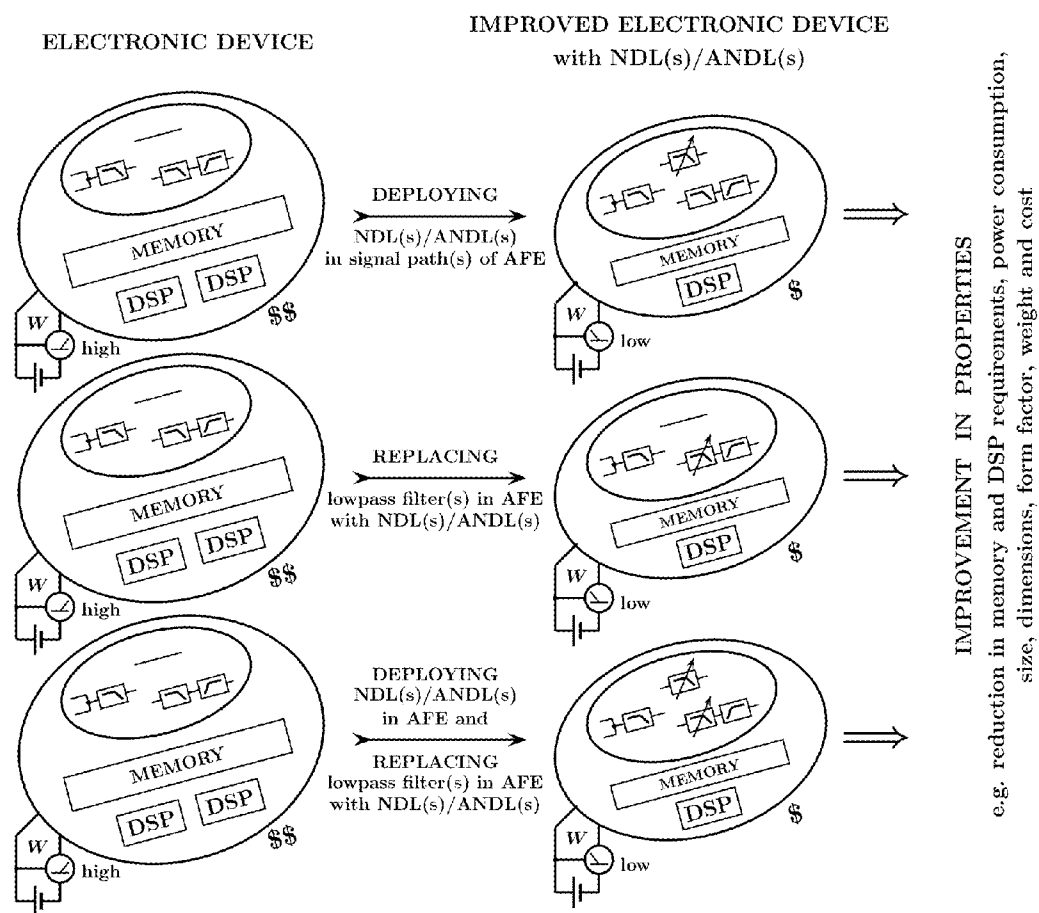 ELECTRONIC DEVICE
IMPROVED ELECTRONIC DEVICE
with NDL(s)/ANDL(s)
MEMORY
DSP DSP
$$
W
high
DEPLOYING
NDL(s)/ANDL(s)
in signal path(s) of AFE
MEMORY
DSP
$
W
low
MEMORY
DSP DSP
$$
W
high
REPLACING
lowpass filter(s) in AFE
with NDL(s)/ANDL(s)
MEMORY
DSP
$
W
low
MEMORY
DSP DSP
$$
W
high
DEPLOYING
NDL(s)/ANDL(s)
in AFE and
REPLACING
lowpass filter(s) in AFE
with NDL(s)/ANDL(s)
MEMORY
DSP
$
W
low
IMPROVEMENT IN PROPERTIES
e.g. reduction in memory and DSP requirements, power consumption,
size, dimensions, form factor, weight and cost